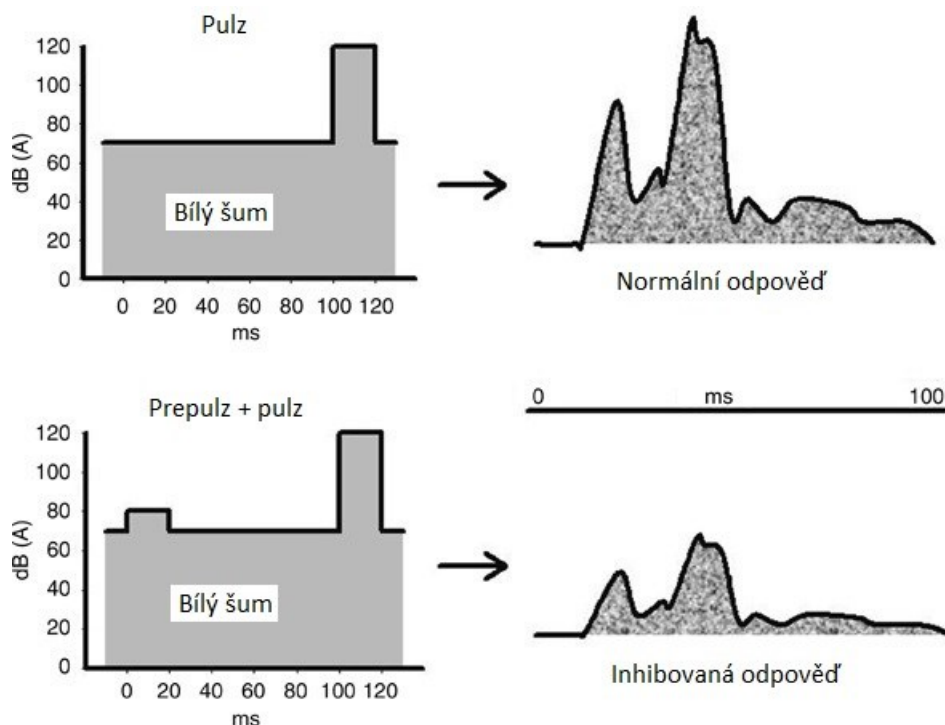 Pulz
120
100
80
60
40
20
0
dB (A)
Bílý šum
0 20 40 60 80 100 120
ms
Normální odpověď
0 ms 100
Prepulz + pulz
120
100
80
60
40
20
0
dB (A)
Bílý šum
0 20 40 60 80 100 120
ms
Inhibovaná odpověď